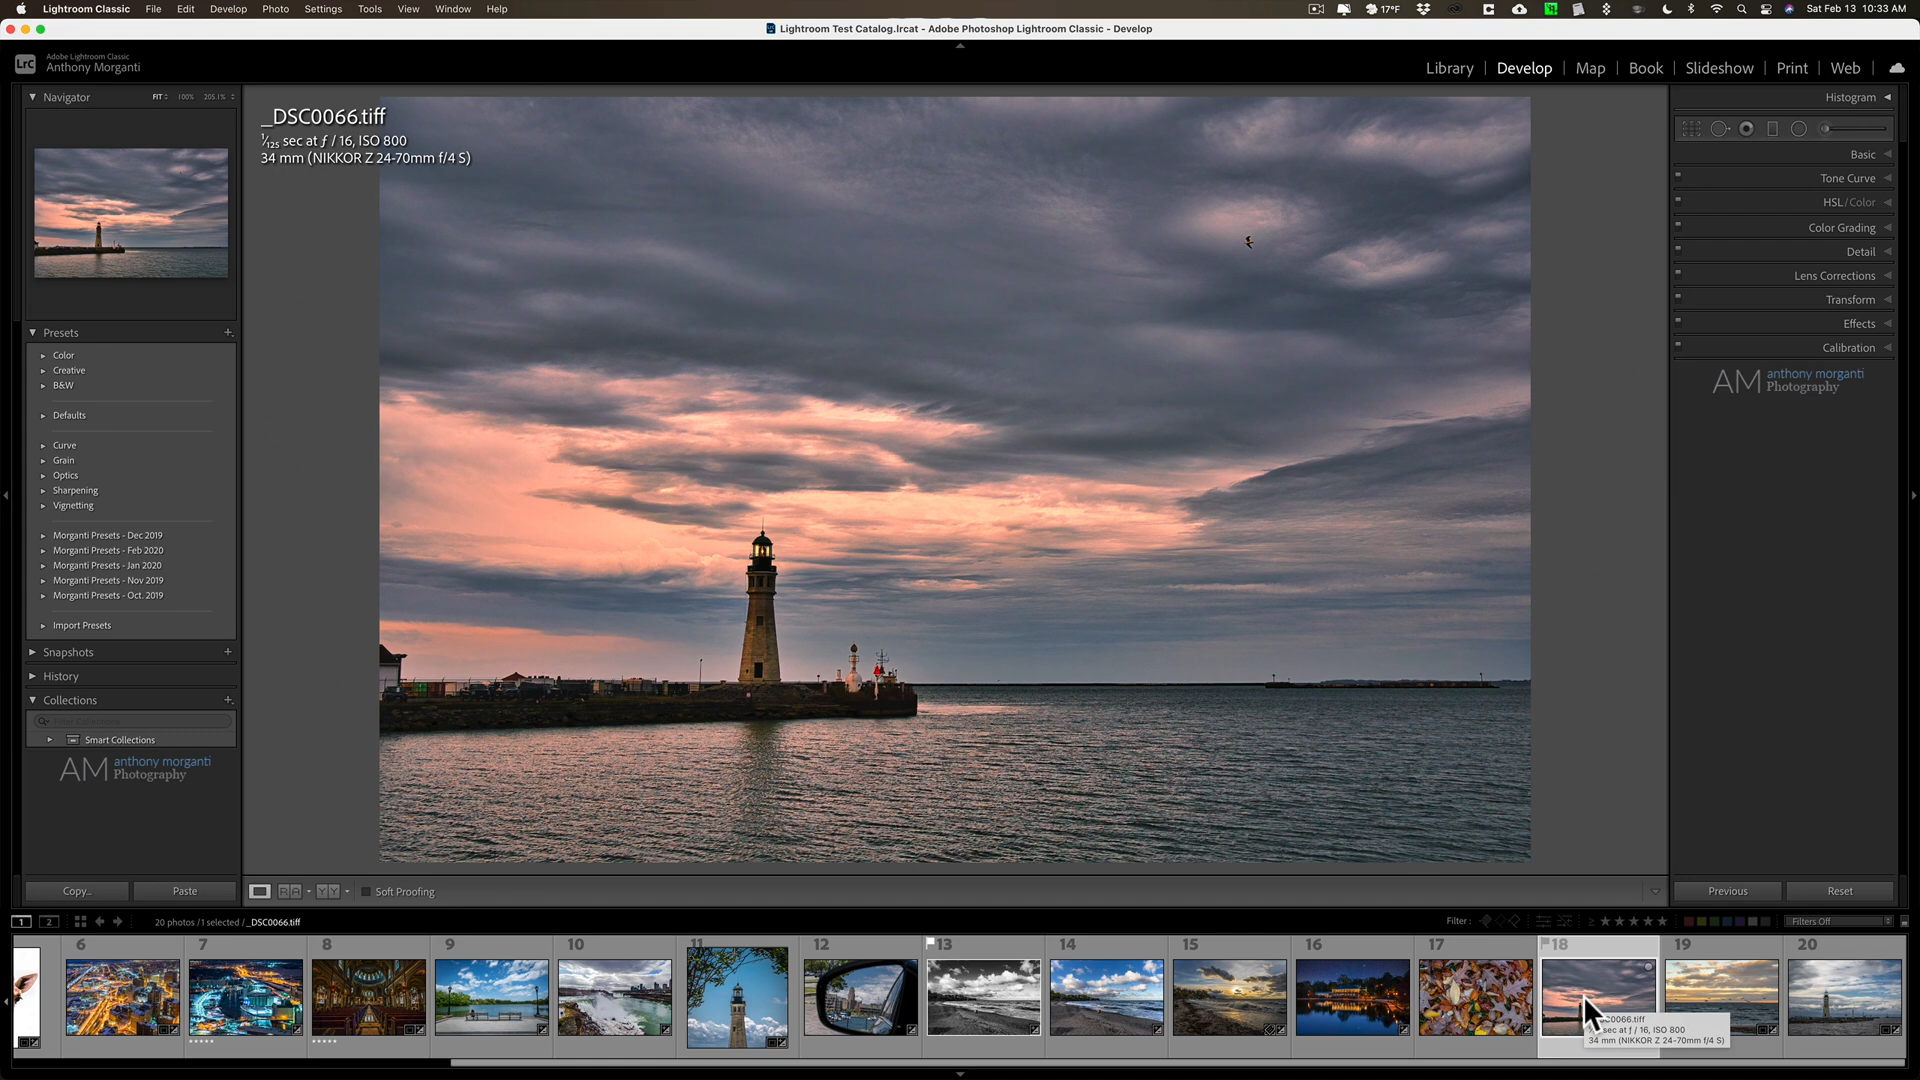 Lightroom Classic File Edit Develop Photo Settings Tools View Window Help 17°F Sat Feb 13 10:33 AM
Lightroom Test Catalog.lrcat - Adobe Photoshop Lightroom Classic - Develop
LrC Adobe Lightroom Classic
Anthony Morganti
Library | Develop | Map | Book | Slideshow | Print | Web
Navigator FIT 100% 205.1%
_DSC0066.tiff
1/125 sec at ƒ / 16, ISO 800
34 mm (NIKKOR Z 24-70mm f/4 S)
Presets
Color
Creative
B&W
Defaults
Curve
Grain
Optics
Sharpening
Vignetting
Morganti Presets - Dec 2019
Morganti Presets - Feb 2020
Morganti Presets - Jan 2020
Morganti Presets - Nov 2019
Morganti Presets - Oct. 2019
Import Presets
Snapshots
History
Collections
Filter Collections
Smart Collections
AM anthony morganti
Photography
Copy... Paste
Histogram
Basic
Tone Curve
HSL / Color
Color Grading
Detail
Lens Corrections
Transform
Effects
Calibration
AM anthony morganti
Photography
Soft Proofing
Previous Reset
1 2 20 photos / 1 selected / _DSC0066.tiff
Filter : Filters Off
6 7 8 9 10 11 12 13 14 15 16 17 18 19 20
sec at ƒ / 16, ISO 800
34 mm (NIKKOR Z 24-70mm f/4 S)